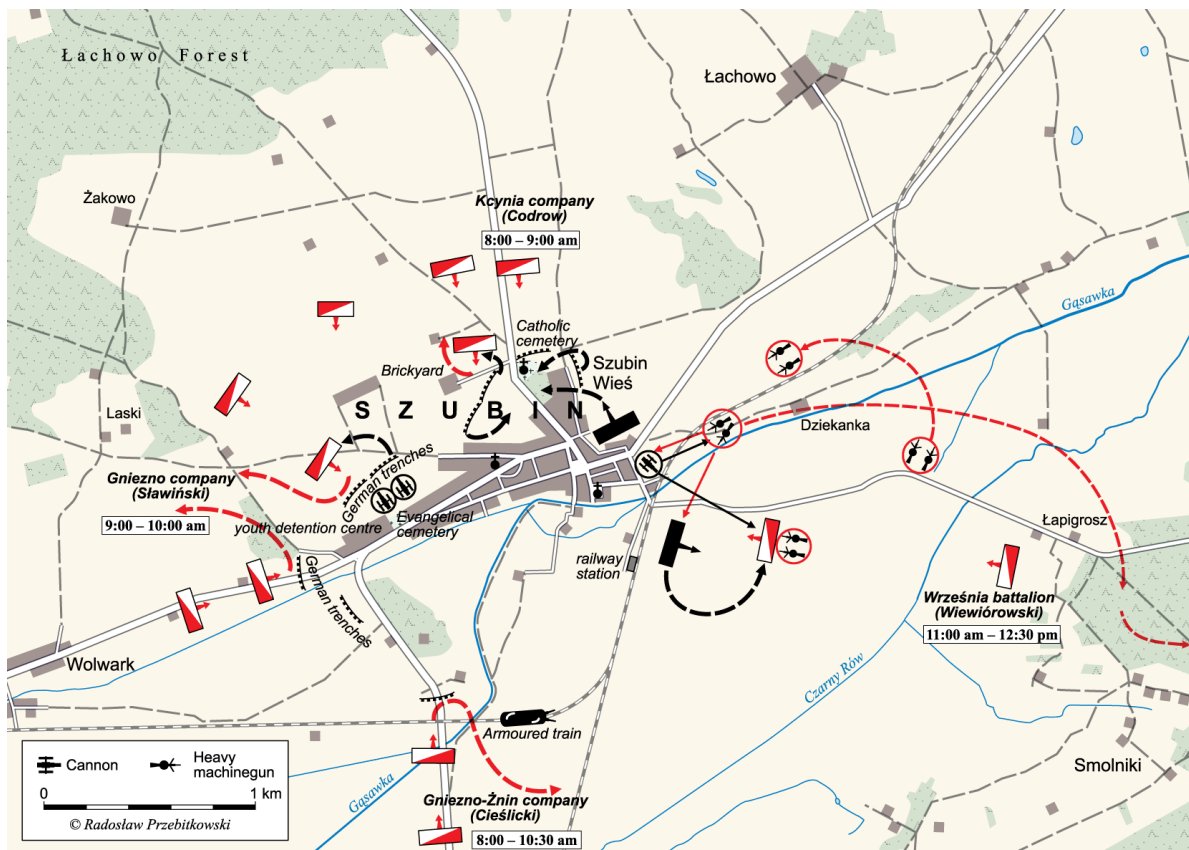 Łachowo Forest
Łachowo
Żakowo
Kcynia company
(Codrow)
8:00 – 9:00 am
Gąsawka
Catholic
cemetery
Szubin
Wieś
Brickyard
SZUBIN
Laski
Dziekanka
German trenches
Gniezno company
(Sławiński)
9:00 – 10:00 am
youth detention centre
Evangelical
cemetery
Łapigrosz
railway
station
German trenches
Września battalion
(Wiewiórowski)
11:00 am – 12:30 pm
Wolwark
Czarny Rów
Armoured train
Smolniki
Gąsawka
Gniezno-Żnin company
(Cieślicki)
8:00 – 10:30 am
Cannon
Heavy
machinegun
0
1 km
© Radosław Przebitkowski